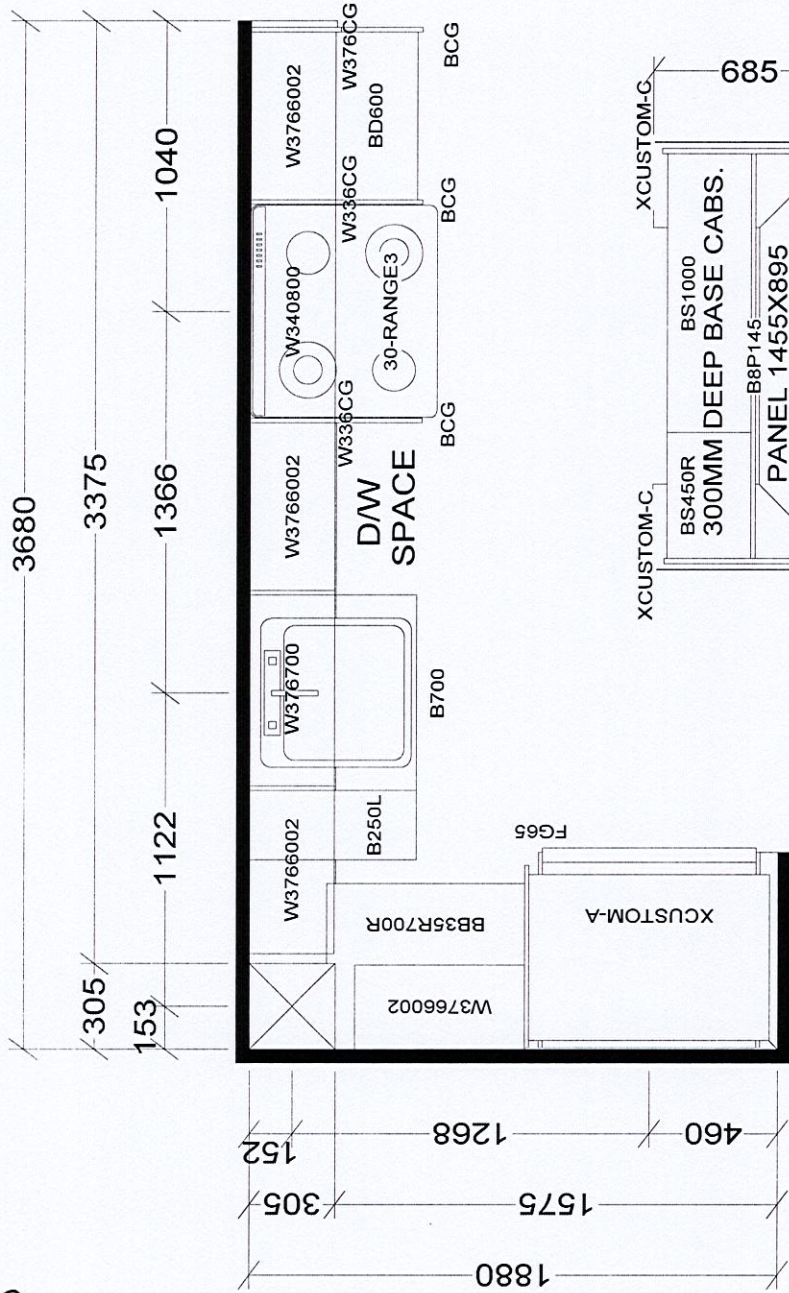 3680
3375
305
1040
1366
1122
153
W3766002
W376CG
BD600
BCG
W336CG
BCG
W340800
30-RANGE3
W336CG
BCG
W3766002
D/W
SPACE
W376700
B700
W3766002
B250L
BB35R700R
W3766002
FG65
XCUSTOM-A
152
1268
460
305
1575
1880
685
XCUSTOM-C
XCUSTOM-C
BS450R
BS1000
300MM DEEP BASE CABS.
B8P145
PANEL 1455X895